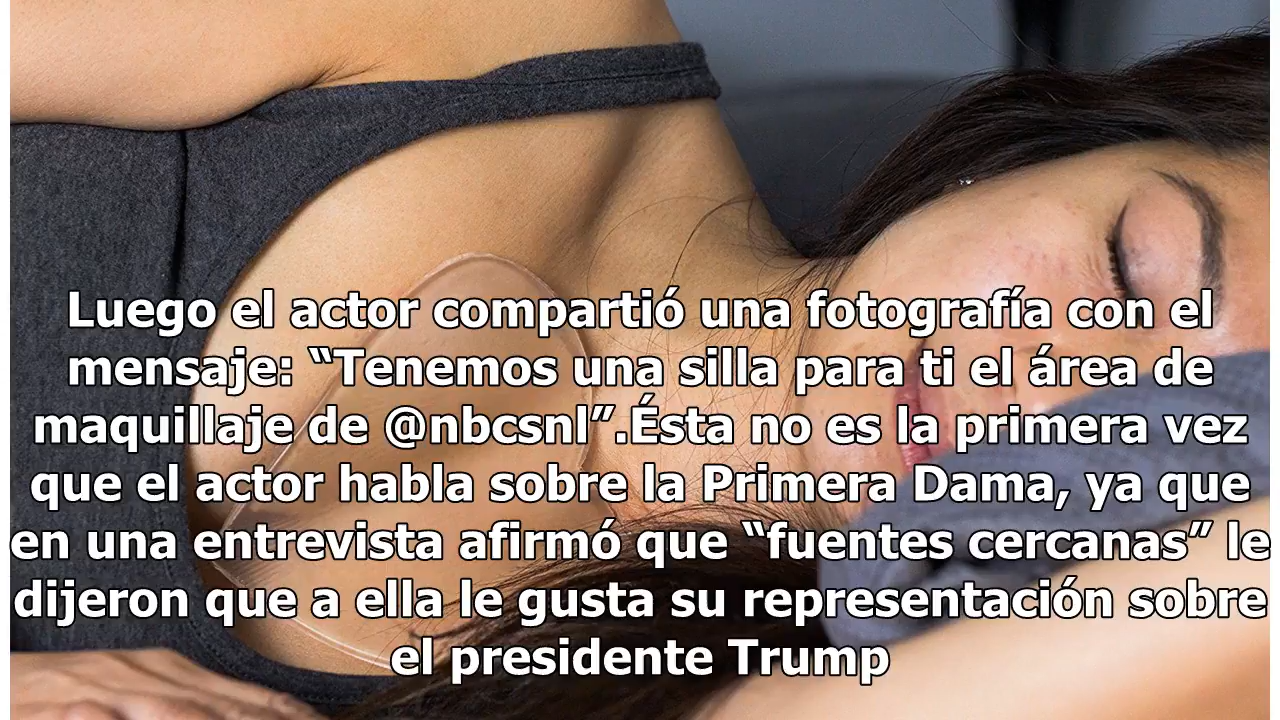 Luego el actor compartió una fotografía con el
mensaje: “Tenemos una silla para ti el área de
maquillaje de @nbcsnl”.Ésta no es la primera vez
que el actor habla sobre la Primera Dama, ya que
en una entrevista afirmó que “fuentes cercanas” le
dijeron que a ella le gusta su representación sobre
el presidente Trump